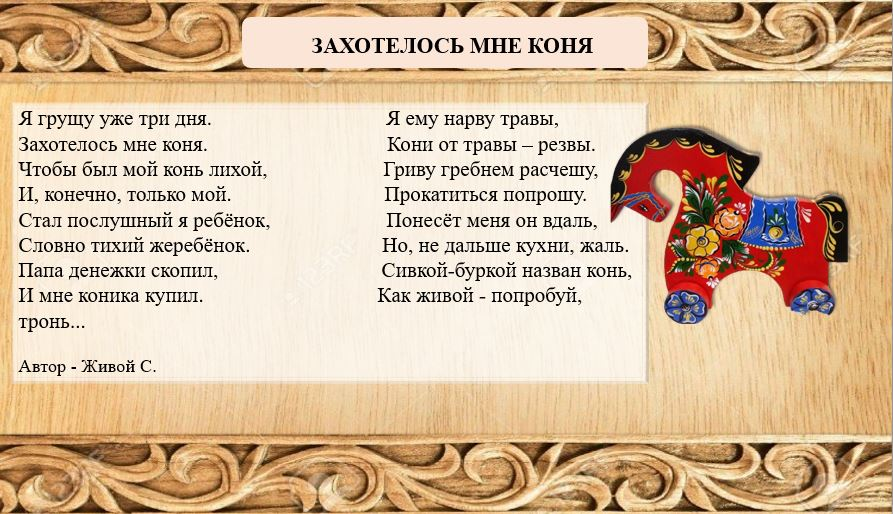 ЗАХОТЕЛОСЬ МНЕ КОНЯ
Я грущу уже три дня.
Захотелось мне коня.
Чтобы был мой конь лихой,
И, конечно, только мой.
Стал послушный я ребёнок,
Словно тихий жеребёнок.
Папа денежки скопил,
И мне коника купил.
Я ему нарву травы,
Кони от травы – резвы.
Гриву гребнем расчешу,
Прокатиться попрошу.
Понесёт меня он вдаль,
Но, не дальше кухни, жаль.
Сивкой-буркой назван конь,
Как живой - попробуй,
тронь...
Автор - Живой С.